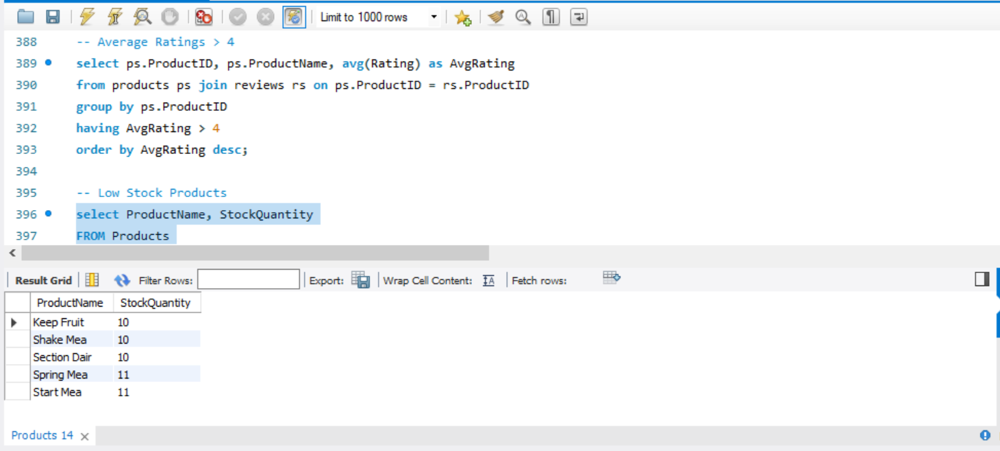 Limit to 1000 rows
388 -- Average Ratings > 4
389 select ps.ProductID, ps.ProductName, avg(Rating) as AvgRating
390 from products ps join reviews rs on ps.ProductID = rs.ProductID
391 group by ps.ProductID
392 having AvgRating > 4
393 order by AvgRating desc;
394
395 -- Low Stock Products
396 select ProductName, StockQuantity
397 FROM Products
Result Grid Filter Rows: Export: Wrap Cell Content: IA Fetch rows:
ProductName StockQuantity
Keep Fruit 10
Shake Mea 10
Section Dair 10
Spring Mea 11
Start Mea 11
Products 14